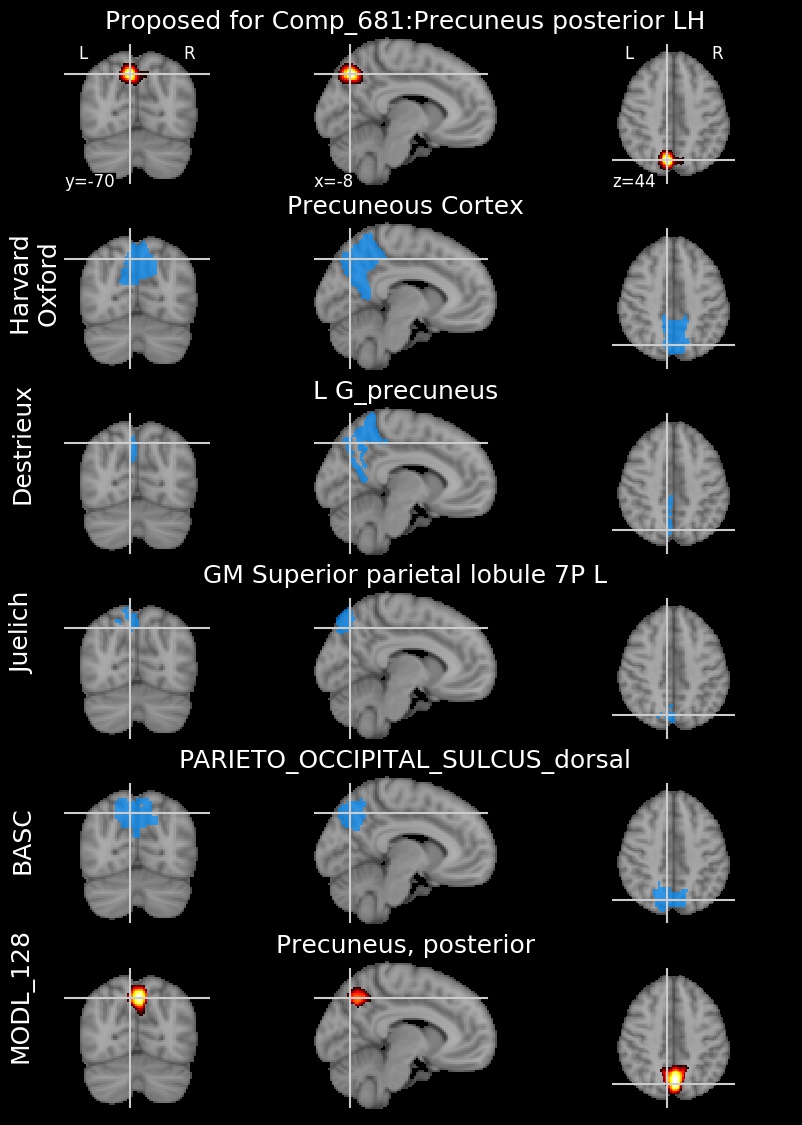 Proposed for Comp_681:Precuneus posterior LH
L
R
L
R
y=-70
x=-8
z=44
Precuneous Cortex
Harvard
Oxford
L G_precuneus
Destrieux
GM Superior parietal lobule 7P L
Juelich
PARIETO_OCCIPITAL_SULCUS_dorsal
BASC
Precuneus, posterior
MODL_128